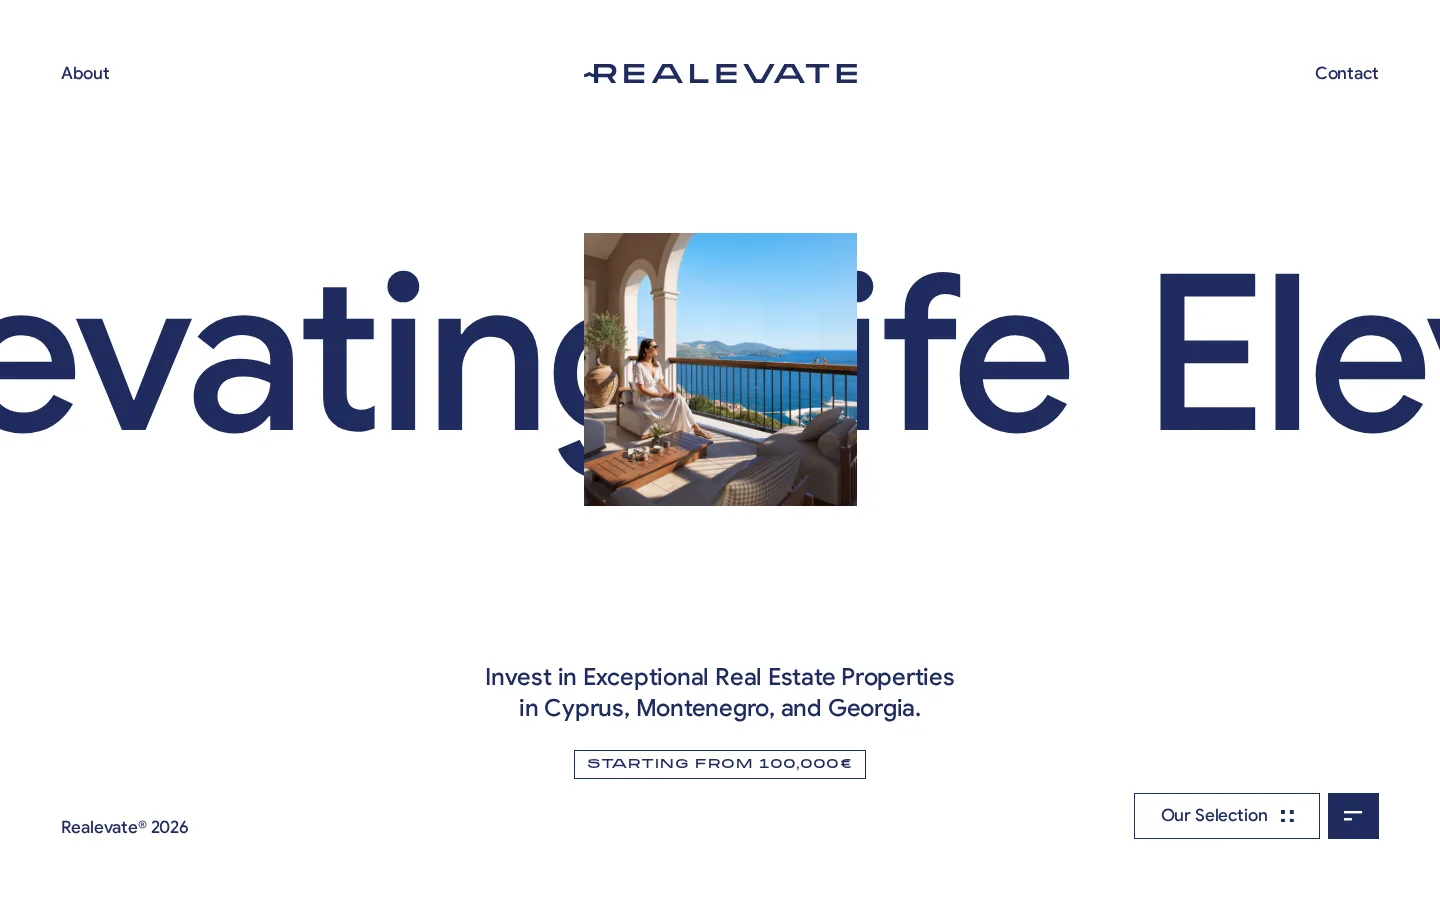 About
REALEVATE
Contact
evating ife Ele
Invest in Exceptional Real Estate Properties
in Cyprus, Montenegro, and Georgia.
STARTING FROM 100,000€
Realevate® 2026
Our Selection